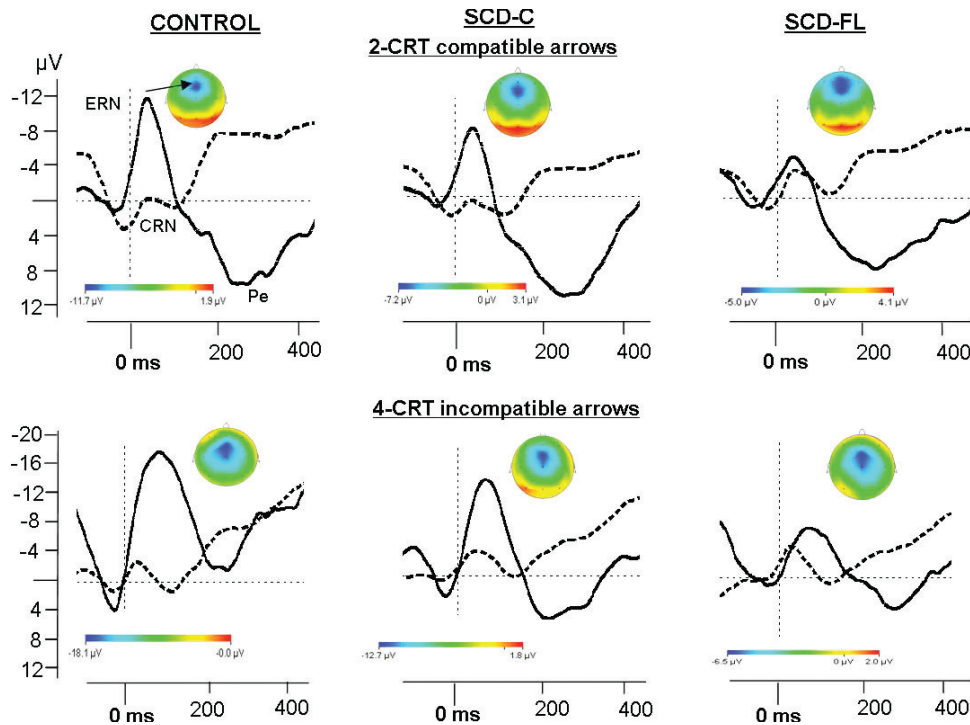 CONTROL SCD-C SCD-FL
2-CRT compatible arrows
µV
-12
-8
-4
4
8
12
ERN
CRN
Pe
-11.7 µV 1.9 µV
-7.2 µV 0 µV 3.1 µV
-5.0 µV 0 µV 4.1 µV
0 ms 200 400
0 ms 200 400
0 ms 200 400
4-CRT incompatible arrows
-20
-16
-12
-8
-4
4
8
12
-18.1 µV -0.0 µV
-12.7 µV 1.8 µV
-6.5 µV 0 µV 2.0 µV
0 ms 200 400
0 ms 200 400
0 ms 200 400